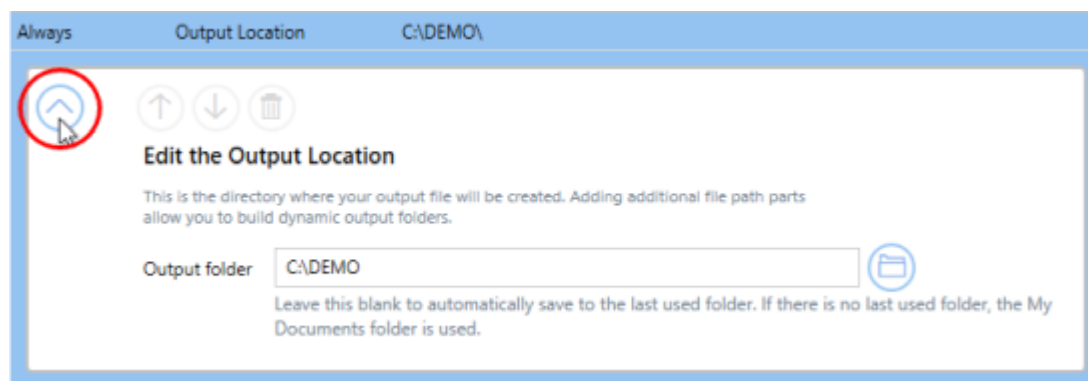 Always Output Location C:\DEMO\
Edit the Output Location
This is the directory where your output file will be created. Adding additional file path parts
allow you to build dynamic output folders.
Output folder C:\DEMO
Leave this blank to automatically save to the last used folder. If there is no last used folder, the My
Documents folder is used.